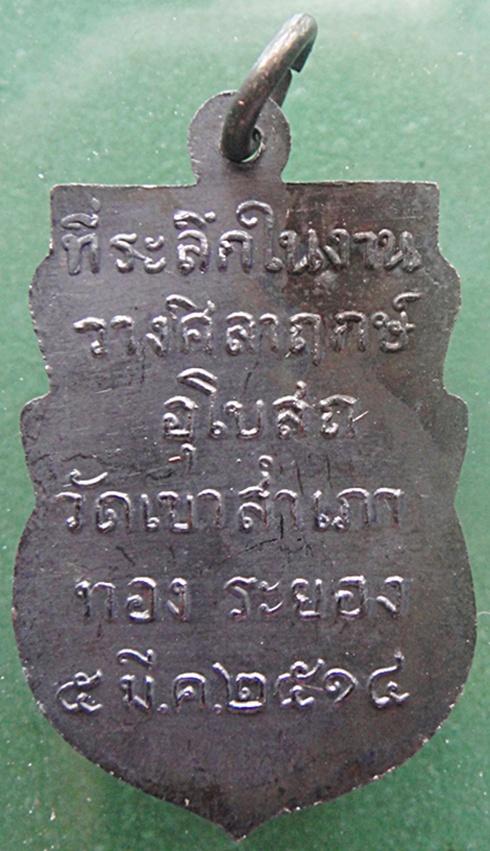 ที่ระลึกในงาน
วางศิลาฤกษ์
อุโบสถ
วัดเขาสำเภา
ทอง ระยอง
๕ มี.ค.๒๕๑๔